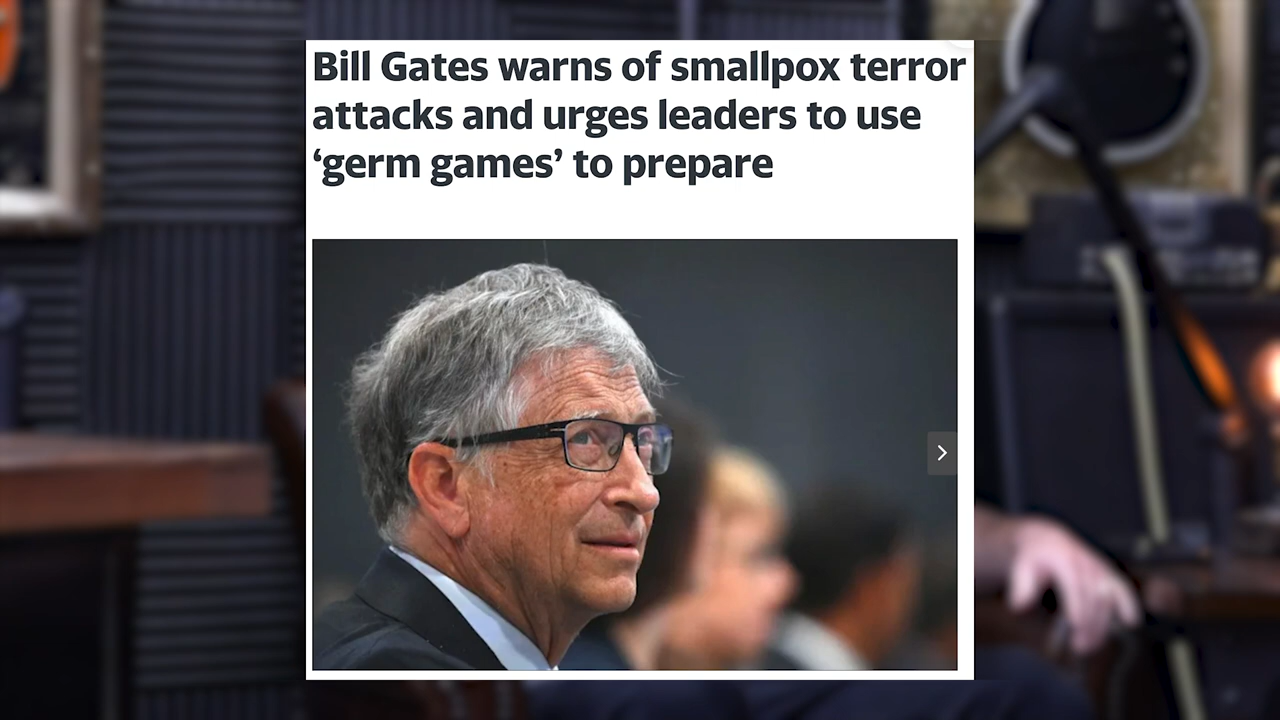 Bill Gates warns of smallpox terror
attacks and urges leaders to use
‘germ games’ to prepare